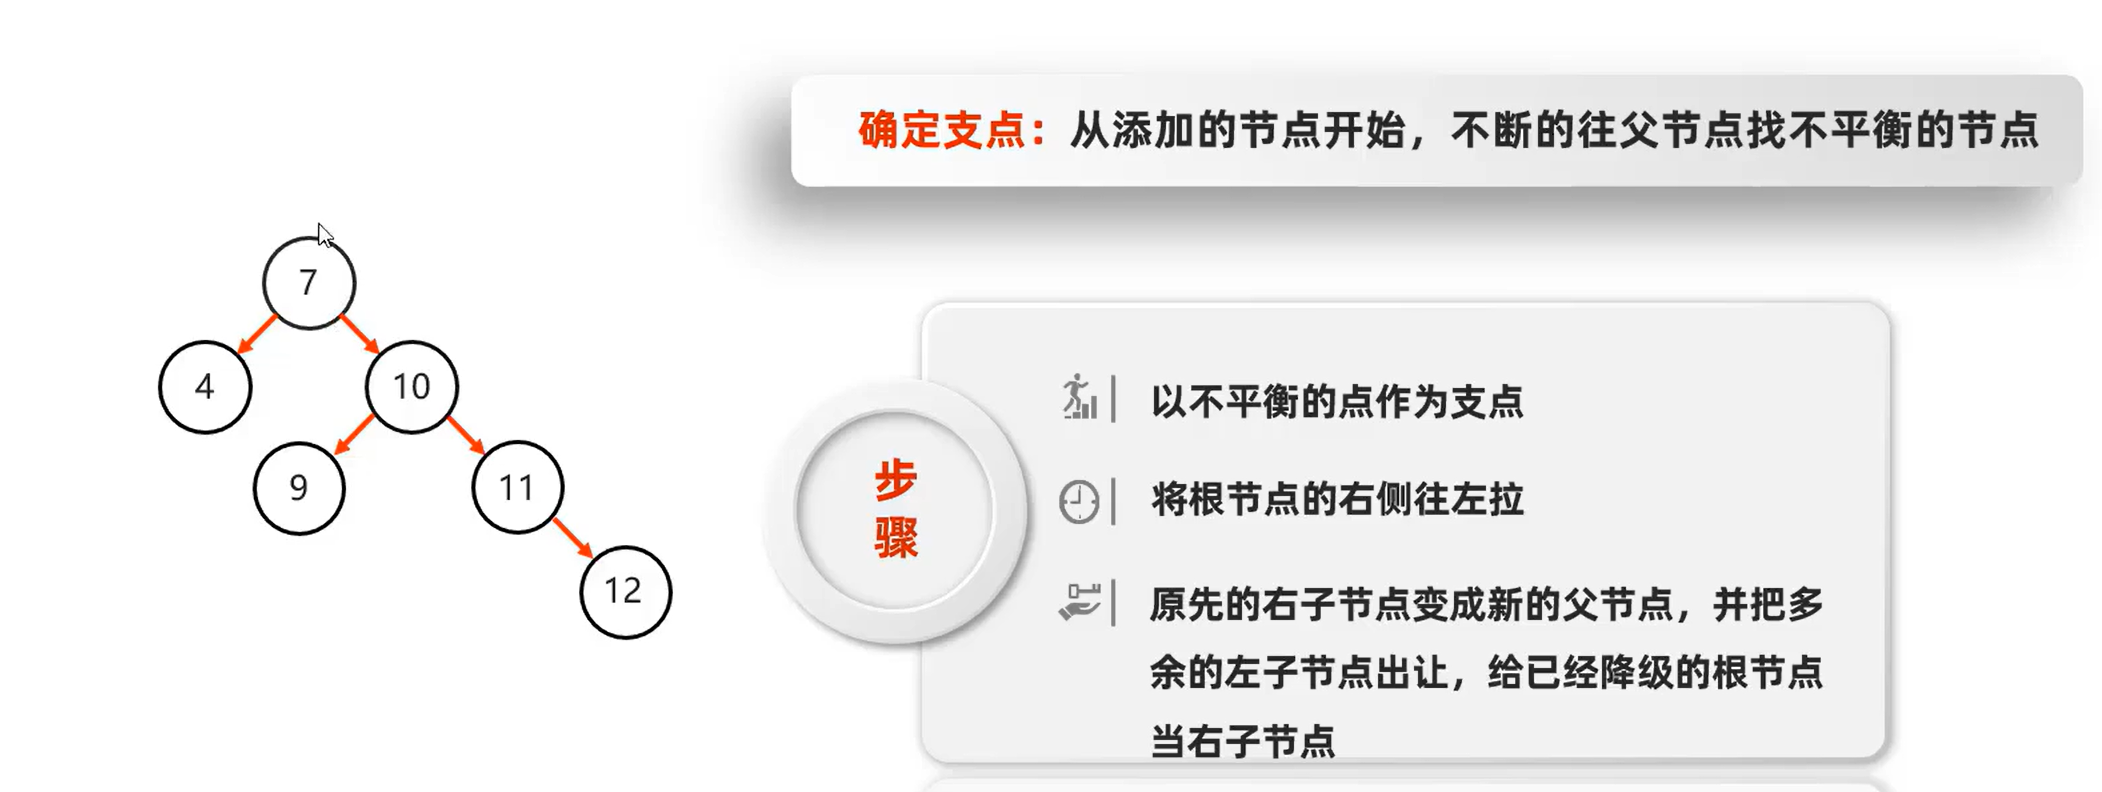 确定支点：从添加的节点开始，不断的往父节点找不平衡的节点
7
4
10
9
11
12
步
骤
以不平衡的点作为支点
将根节点的右侧往左拉
原先的右子节点变成新的父节点，并把多
余的左子节点出让，给已经降级的根节点
当右子节点